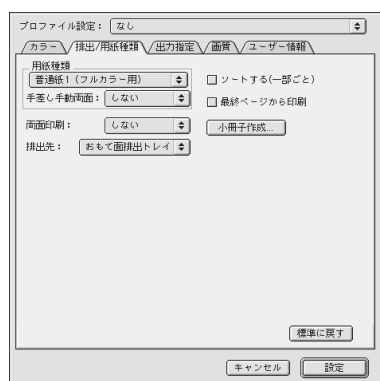 プロファイル設定： なし
カラー 排出/用紙種類 出力指定 画質 ユーザー情報
用紙種類
普通紙1（フルカラー用）
ソートする(一部ごと)
手差し手動両面： しない
最終ページから印刷
両面印刷： しない
小冊子作成...
排出先： おもて面排出トレイ
標準に戻す
キャンセル 設定